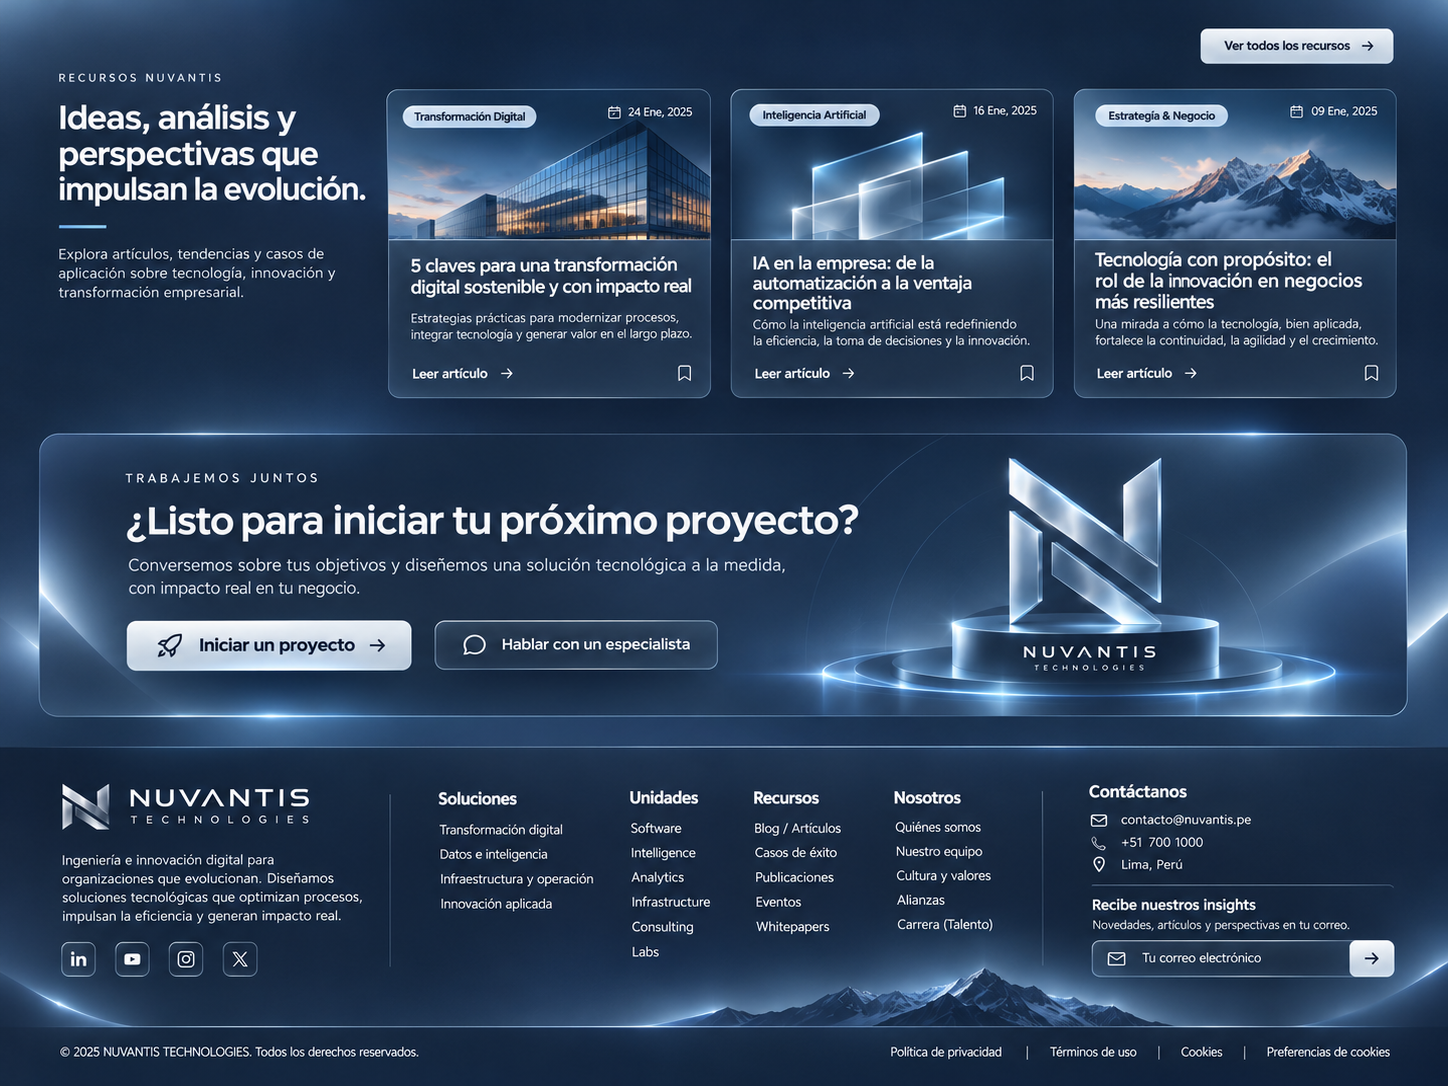 Ver todos los recursos
RECURSOS NUVANTIS
Ideas, análisis y
perspectivas que
impulsan la evolución.
Explora artículos, tendencias y casos de
aplicación sobre tecnología, innovación y
transformación empresarial.
Transformación Digital
24 Ene, 2025
5 claves para una transformación
digital sostenible y con impacto real
Estrategias prácticas para modernizar procesos,
integrar tecnología y generar valor en el largo plazo.
Leer artículo
Inteligencia Artificial
16 Ene, 2025
IA en la empresa: de la
automatización a la ventaja
competitiva
Cómo la inteligencia artificial está redefiniendo
la eficiencia, la toma de decisiones y la innovación.
Leer artículo
Estrategía & Negocio
09 Ene, 2025
Tecnología con propósito: el
rol de la innovación en negocios
más resilientes
Una mirada a cómo la tecnología, bien aplicada,
fortalece la continuidad, la agilidad y el crecimiento.
Leer artículo
TRABAJEMOS JUNTOS
¿Listo para iniciar tu próximo proyecto?
Conversemos sobre tus objetivos y diseñemos una solución tecnológica a la medida,
con impacto real en tu negocio.
Iniciar un proyecto
Hablar con un especialista
NUVANTIS
TECHNOLOGIES
NUVANTIS
TECHNOLOGIES
Ingeniería e innovación digital para
organizaciones que evolucionan. Diseñamos
soluciones tecnológicas que optimizan procesos,
impulsan la eficiencia y generan impacto real.
Soluciones
Transformación digital
Datos e inteligencia
Infraestructura y operación
Innovación aplicada
Unidades
Software
Intelligence
Analytics
Infrastructure
Consulting
Labs
Recursos
Blog / Artículos
Casos de éxito
Publicaciones
Eventos
Whitepapers
Nosotros
Quiénes somos
Nuestro equipo
Cultura y valores
Alianzas
Carrera (Talento)
Contáctanos
contacto@nuvantis.pe
+51 700 1000
Lima, Perú
Recibe nuestros insights
Novedades, artículos y perspectivas en tu correo.
Tu correo electrónico
© 2025 NUVANTIS TECHNOLOGIES. Todos los derechos reservados.
Política de privacidad | Términos de uso | Cookies | Preferencias de cookies